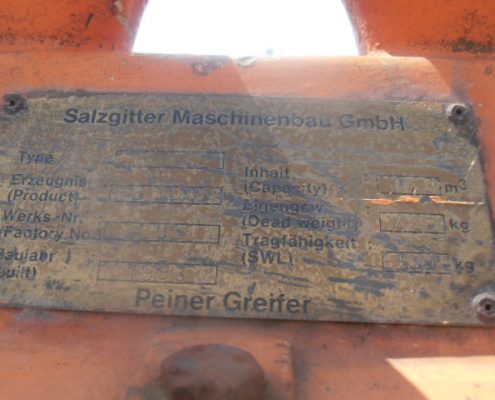 Salzgitter Maschinenbau GmbH
Type
Erzeugnis
(Product)
Werks-Nr.
(Factory No.)
Baujahr
Built)
Inhalt
(Capacity) m³
Eigengew.
(Dead weight) kg
Tragfähigkeit :
(SWL) kg
Peiner Greifer